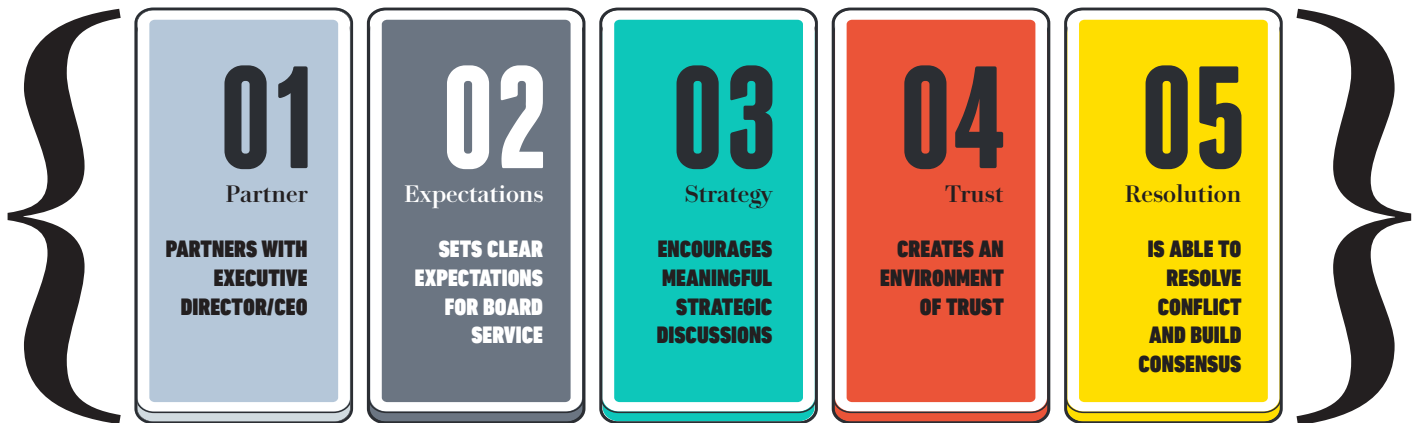 01
Partner
PARTNERS WITH
EXECUTIVE
DIRECTOR/CEO
02
Expectations
SETS CLEAR
EXPECTATIONS
FOR BOARD
SERVICE
03
Strategy
ENCOURAGES
MEANINGFUL
STRATEGIC
DISCUSSIONS
04
Trust
CREATES AN
ENVIRONMENT
OF TRUST
05
Resolution
IS ABLE TO
RESOLVE
CONFLICT
AND BUILD
CONSENSUS